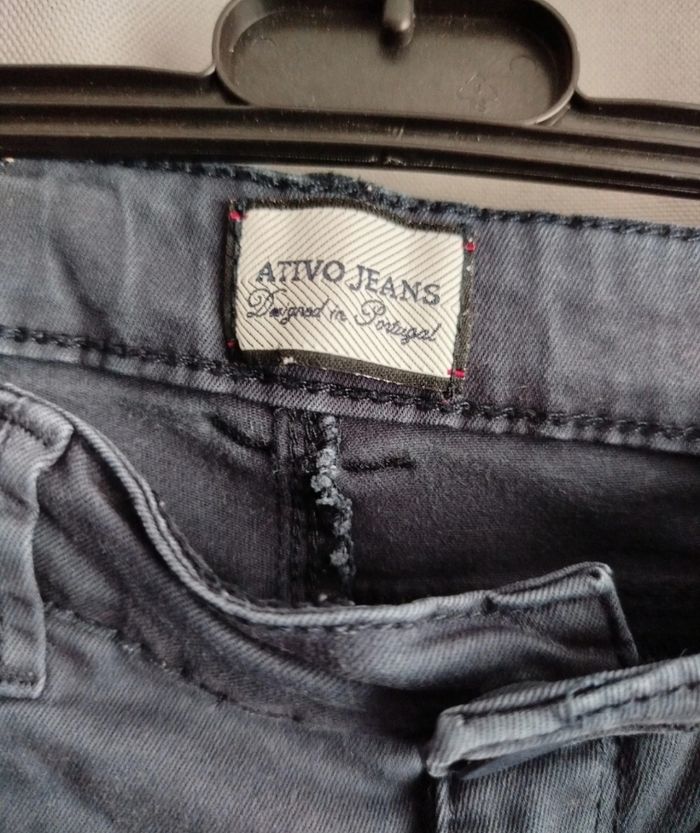 ATIVO JEANS
Designed in Portugal